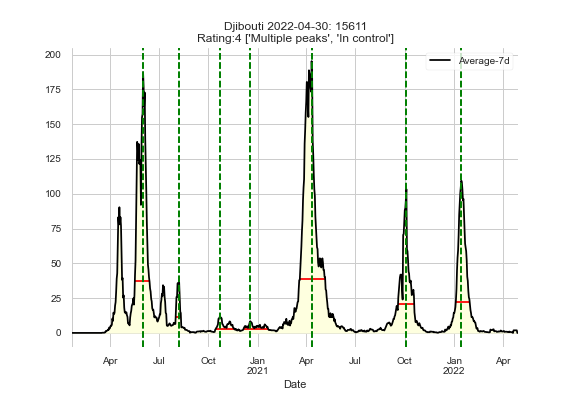 Djibouti 2022-04-30: 15611
Rating:4 ['Multiple peaks', 'In control']
Average-7d
200
175
150
125
100
75
50
25
0
Apr Jul Oct Jan Apr Jul Oct Jan Apr
2021 2022
Date